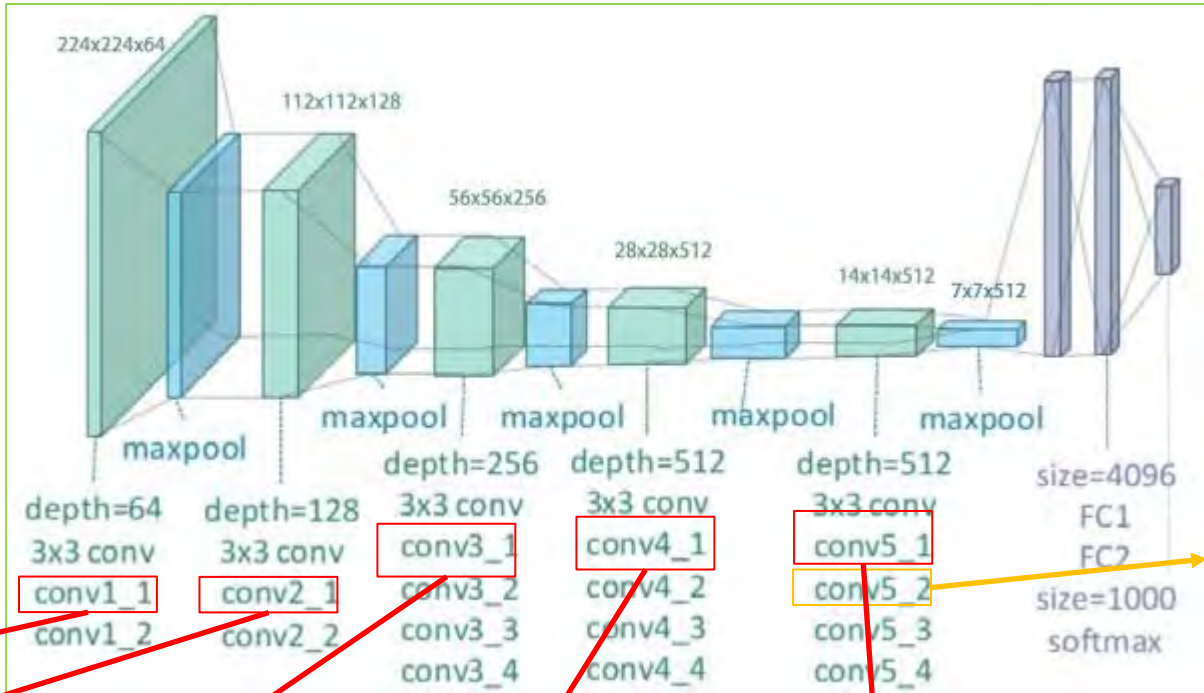 224x224x64
112x112x128
56x56x256
28x28x512
14x14x512
7x7x512
maxpool
maxpool
maxpool
maxpool
maxpool
depth=64
3x3 conv
conv1_1
conv1_2
depth=128
3x3 conv
conv2_1
conv2_2
depth=256
3x3 conv
conv3_1
conv3_2
conv3_3
conv3_4
depth=512
3x3 conv
conv4_1
conv4_2
conv4_3
conv4_4
depth=512
3x3 conv
conv5_1
conv5_2
conv5_3
conv5_4
size=4096
FC1
FC2
size=1000
softmax